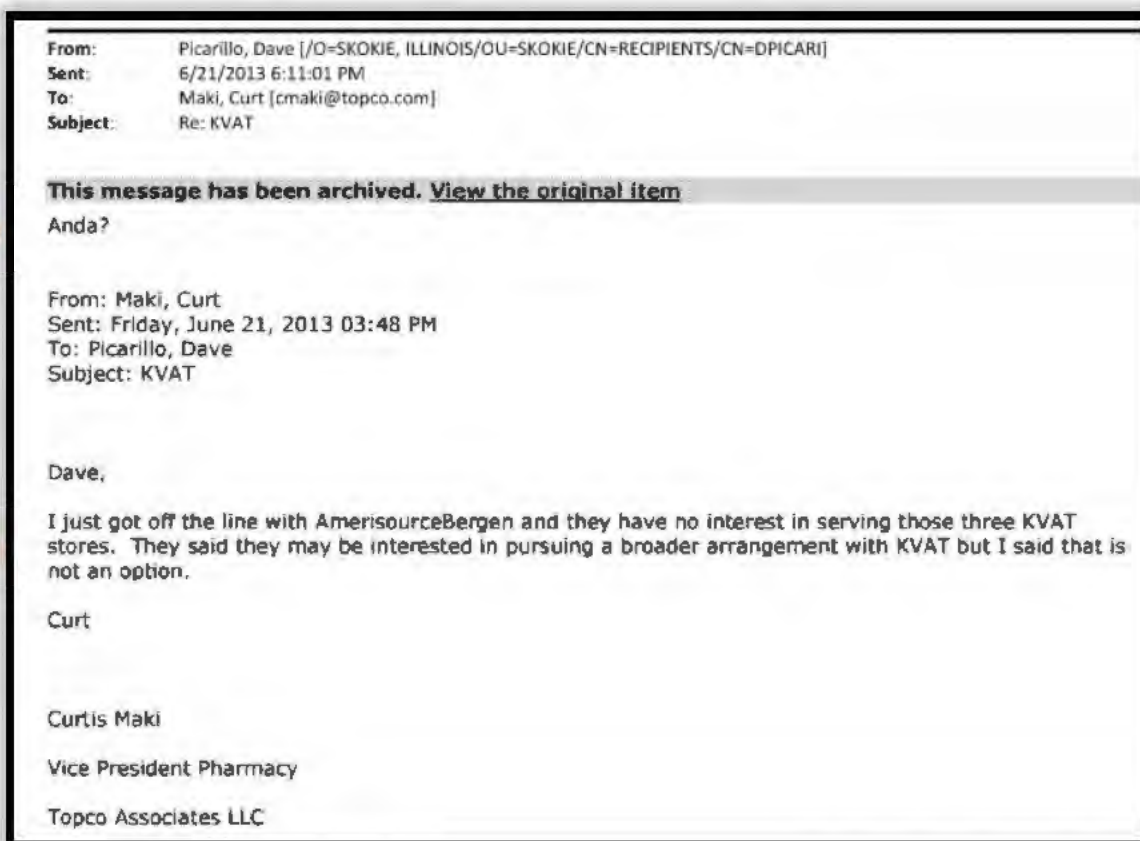 From: Picarillo, Dave [/O=SKOKIE, ILLINOIS/OU=SKOKIE/CN=RECIPIENTS/CN=DPICARI]
Sent: 6/21/2013 6:11:01 PM
To: Maki, Curt [cmaki@topco.com]
Subject: Re: KVAT
This message has been archived. View the original item
Anda?
From: Maki, Curt
Sent: Friday, June 21, 2013 03:48 PM
To: Picarillo, Dave
Subject: KVAT
Dave,
I just got off the line with AmerisourceBergen and they have no interest in serving those three KVAT
stores. They said they may be interested in pursuing a broader arrangement with KVAT but I said that is
not an option.
Curt
Curtis Maki
Vice President Pharmacy
Topco Associates LLC